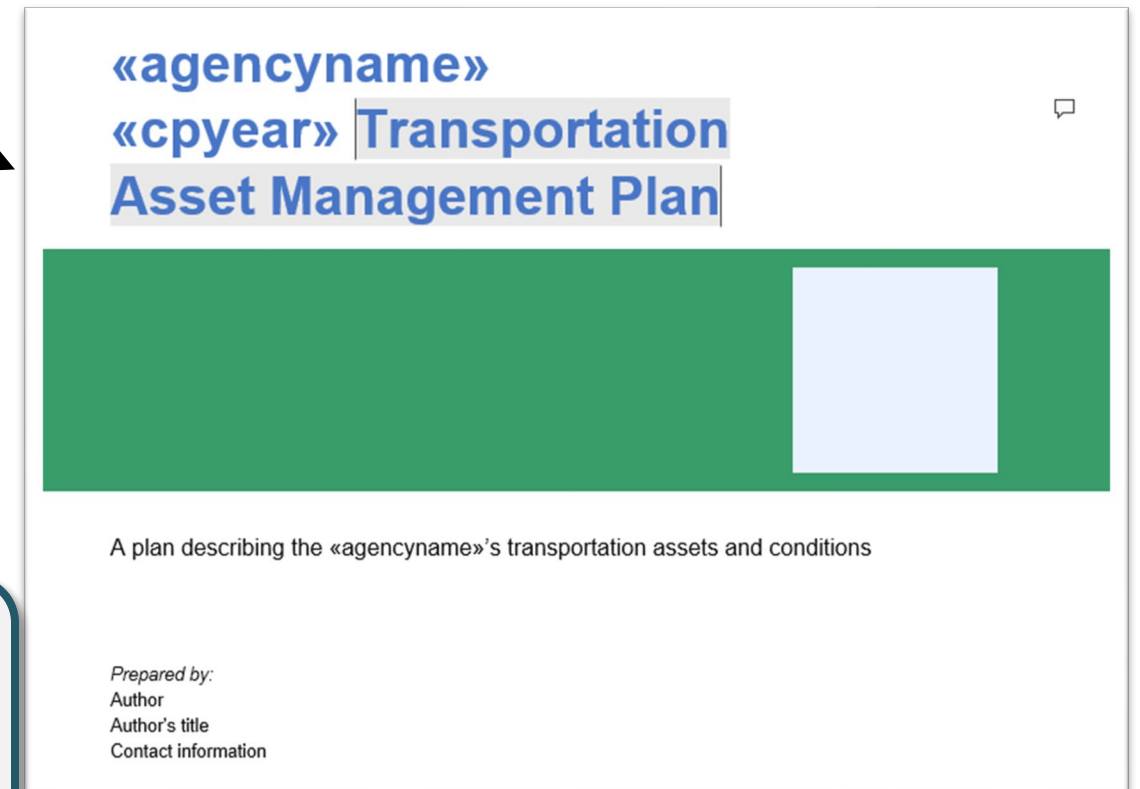 «agencyname»
«cpyear» Transportation
Asset Management Plan
A plan describing the «agencyname»’s transportation assets and conditions
Prepared by:
Author
Author's title
Contact information